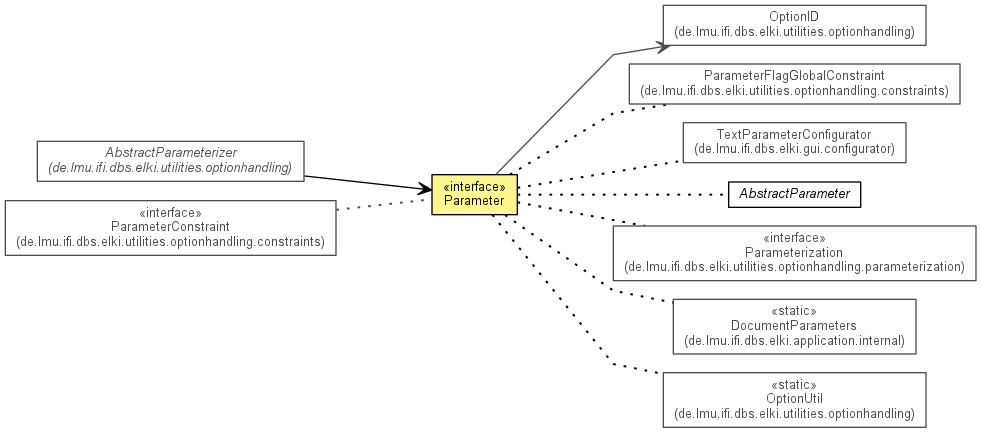 OptionID
(de.lmu.ifi.dbs.elki.utilities.optionhandling)
ParameterFlagGlobalConstraint
(de.lmu.ifi.dbs.elki.utilities.optionhandling.constraints)
TextParameterConfigurator
(de.lmu.ifi.dbs.elki.gui.configurator)
AbstractParameterizer
(de.lmu.ifi.dbs.elki.utilities.optionhandling)
«interface»
Parameter
AbstractParameter
«interface»
ParameterConstraint
(de.lmu.ifi.dbs.elki.utilities.optionhandling.constraints)
«interface»
Parameterization
(de.lmu.ifi.dbs.elki.utilities.optionhandling.parameterization)
«static»
DocumentParameters
(de.lmu.ifi.dbs.elki.application.internal)
«static»
OptionUtil
(de.lmu.ifi.dbs.elki.utilities.optionhandling)